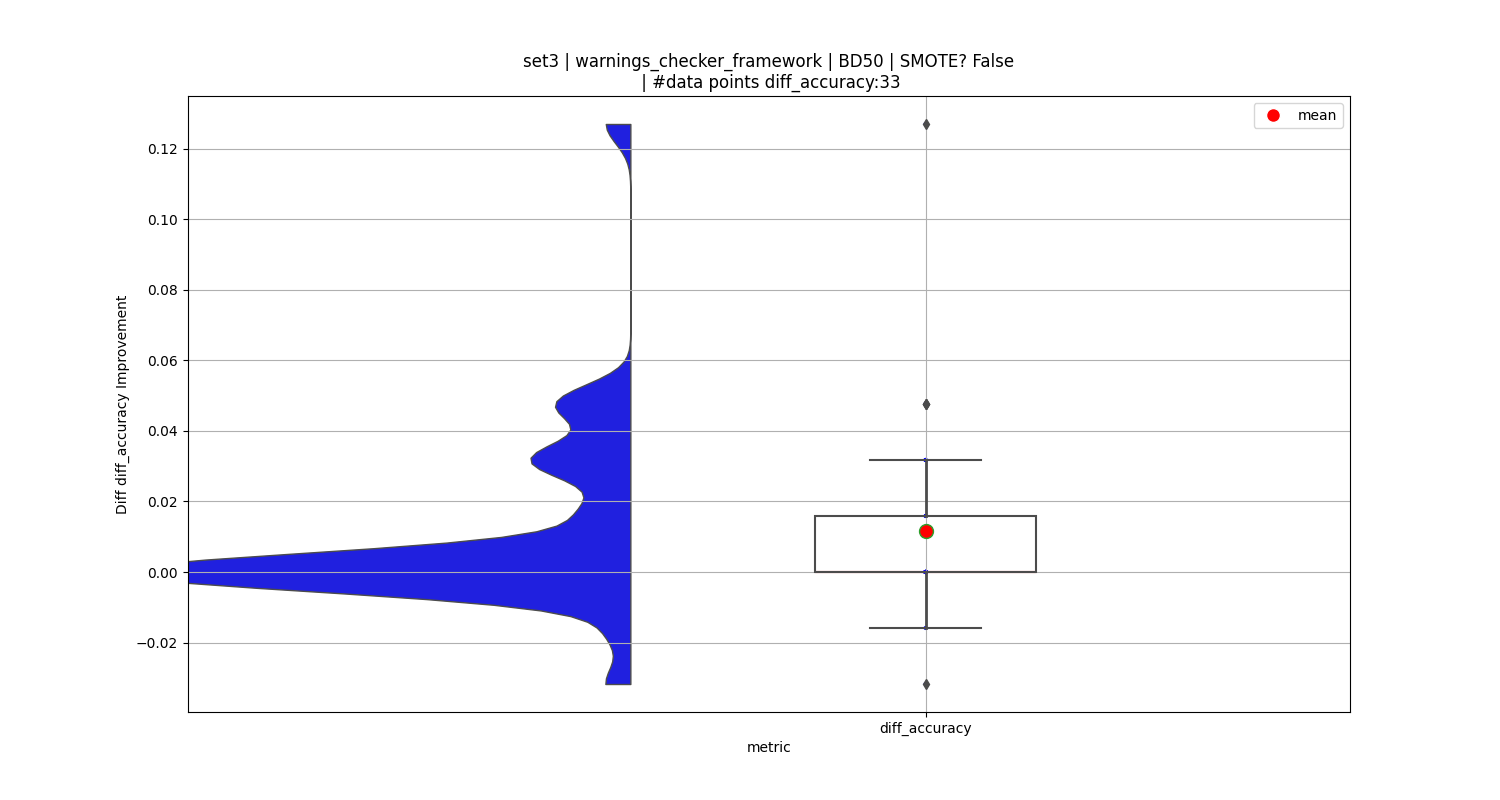 set3 | warnings_checker_framework | BD50 | SMOTE? False
| #data points diff_accuracy:33
mean
0.12
0.10
0.08
0.06
0.04
0.02
0.00
−0.02
Diff diff_accuracy Improvement
diff_accuracy
metric